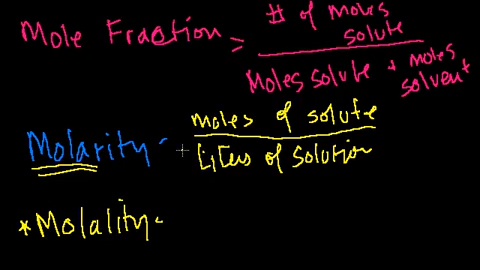 Mole Fraction = # of moles solute
Moles solute + moles solvent
Molarity - moles of solute
Liters of solution
* Molality-